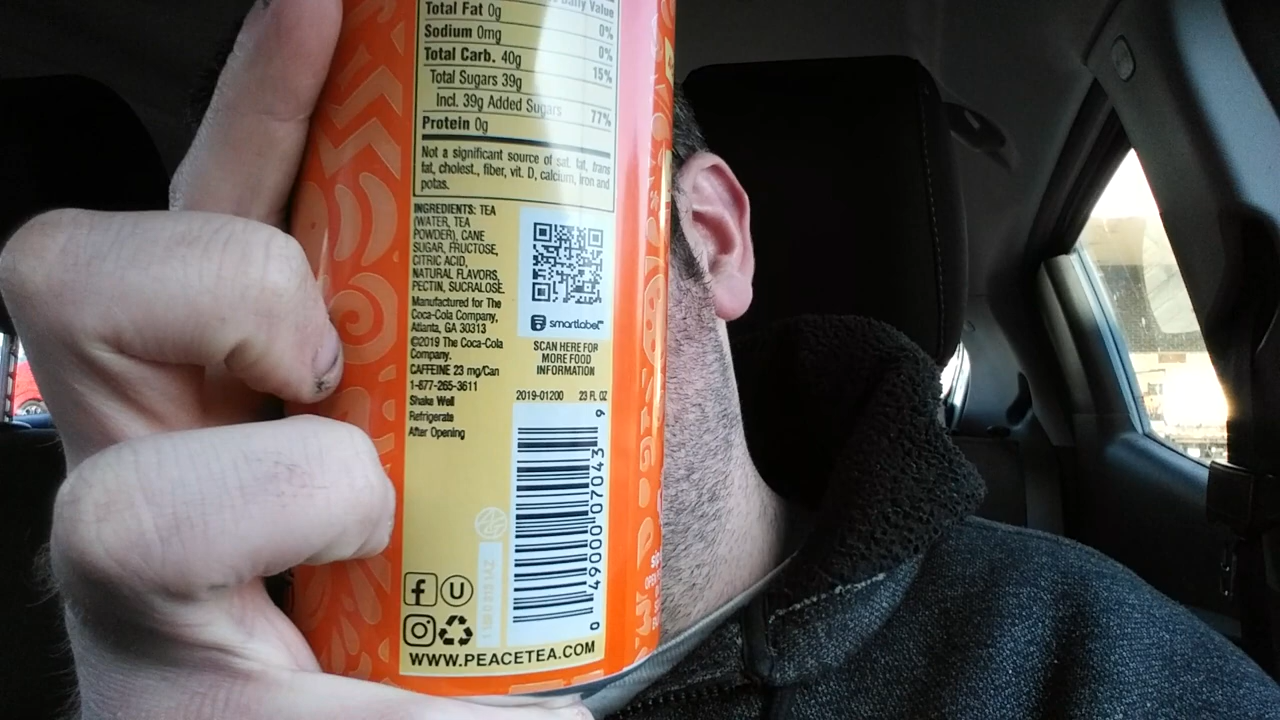 % Daily Value
Total Fat 0g 0%
Sodium 0mg 0%
Total Carb. 40g 15%
Total Sugars 39g
Incl. 39g Added Sugars 77%
Protein 0g
Not a significant source of sat. fat, trans
fat, cholest., fiber, vit. D, calcium, iron and
potas.
INGREDIENTS: TEA
(WATER, TEA
POWDER), CANE
SUGAR, FRUCTOSE,
CITRIC ACID,
NATURAL FLAVORS,
PECTIN, SUCRALOSE.
Manufactured for The
Coca-Cola Company,
Atlanta, GA 30313
©2019 The Coca-Cola
Company.
CAFFEINE 23 mg/Can
1-877-265-3611
Shake Well
Refrigerate
After Opening
smartlabel™
SCAN HERE FOR
MORE FOOD
INFORMATION
2019-01200 23 FL OZ
0 49000 07043 9
f U
WWW.PEACETEA.COM